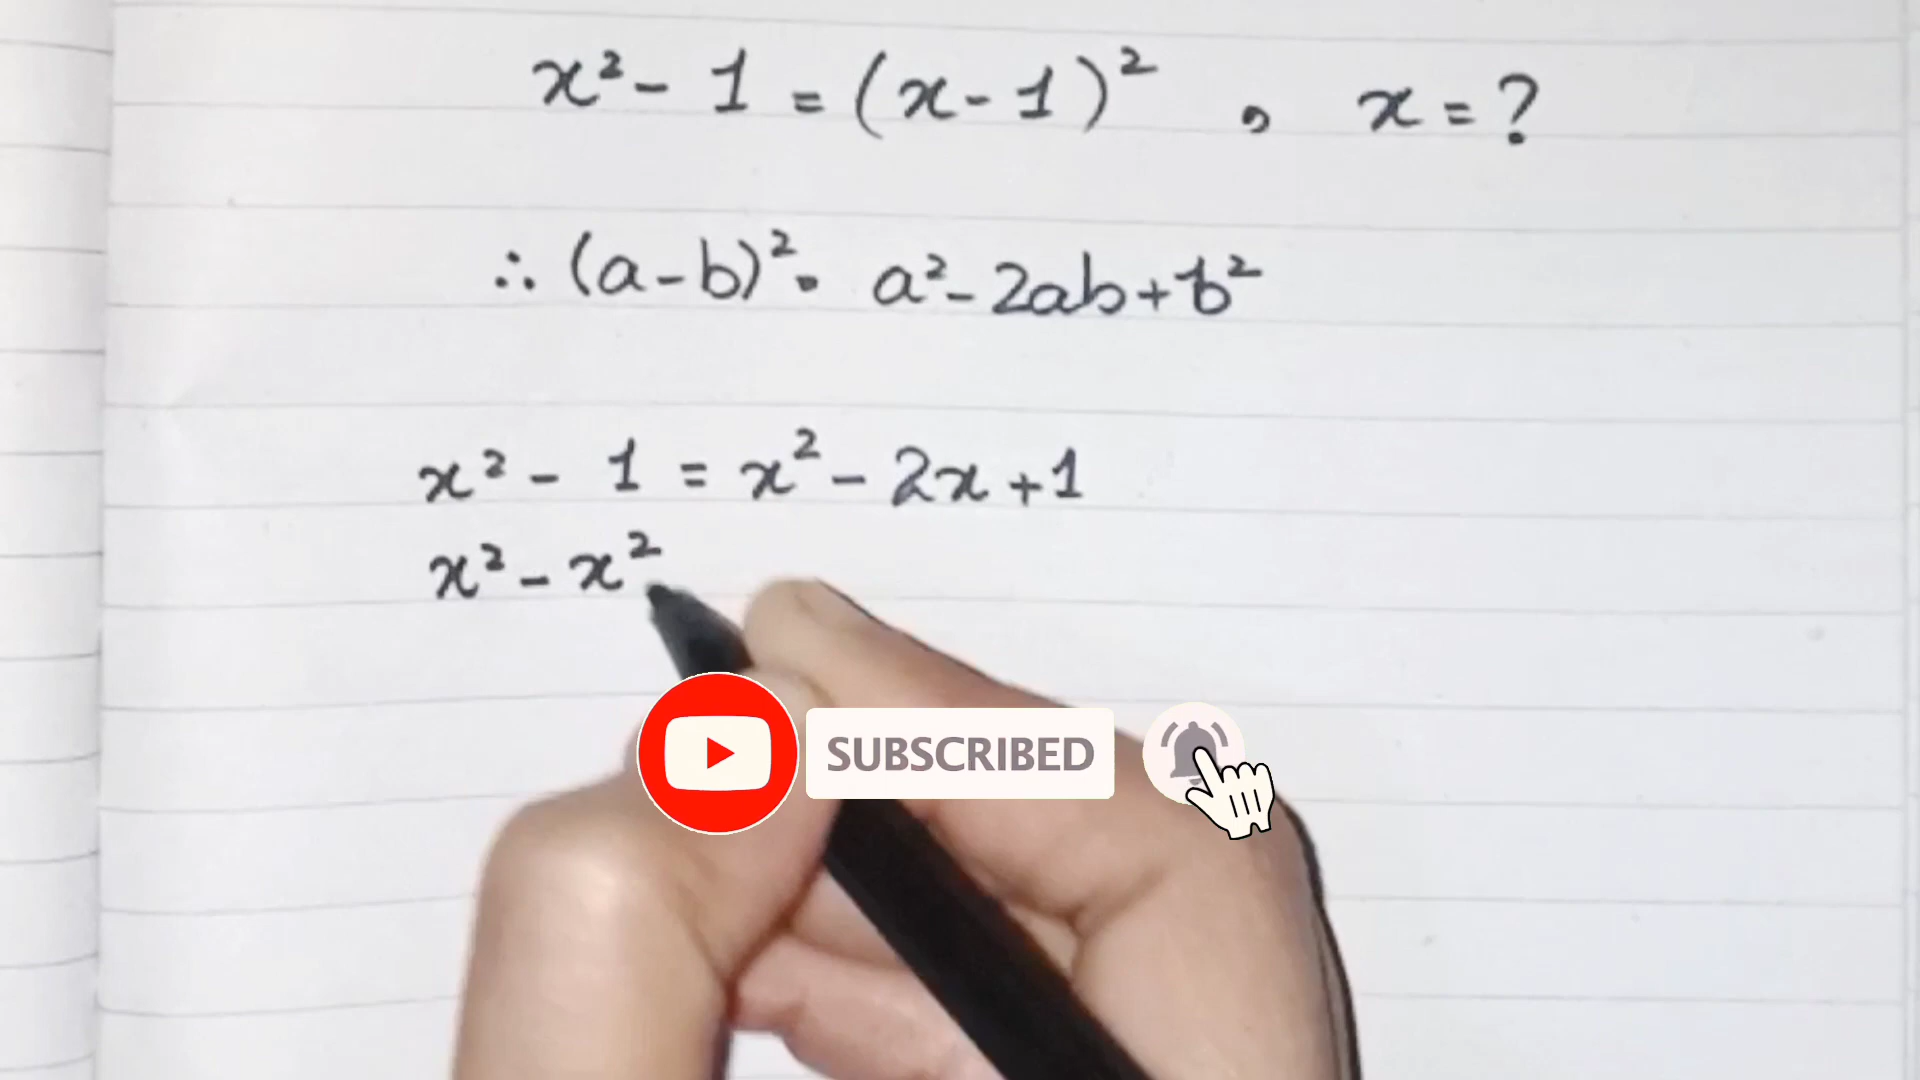 x² - 1 = (x - 1)² , x = ?
∴ (a - b)² = a² - 2ab + b²
x² - 1 = x² - 2x + 1
x² - x²
SUBSCRIBED